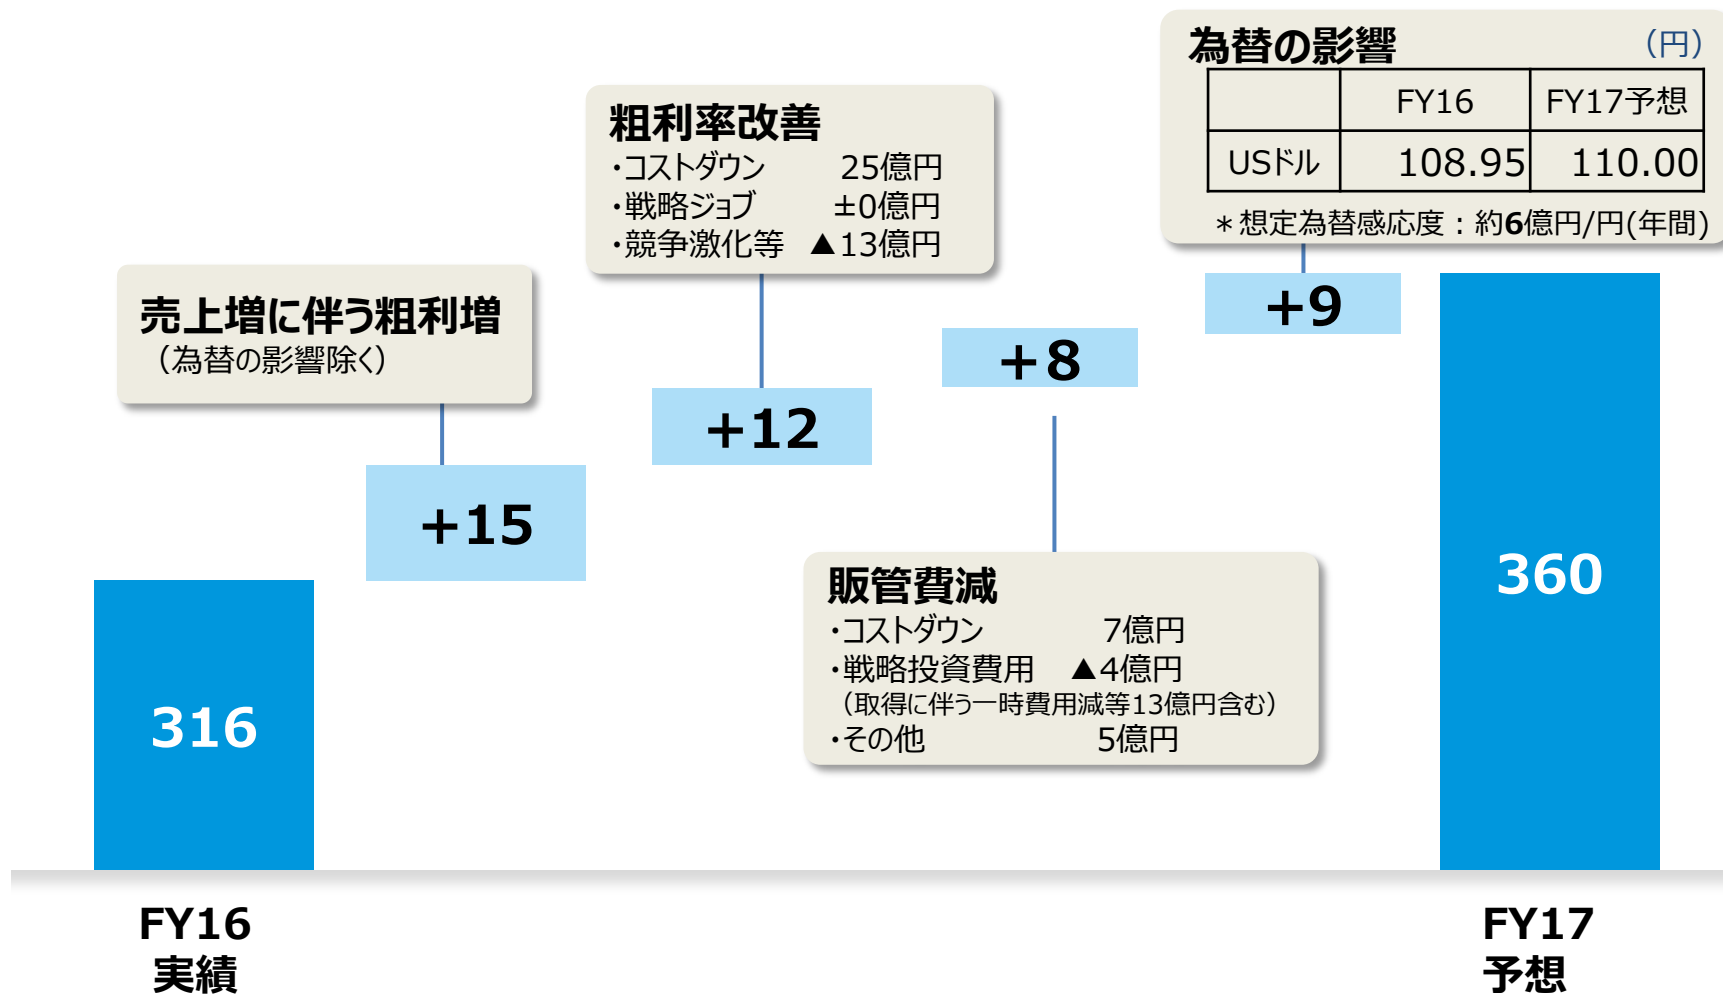 為替の影響 （円）
FY16 FY17予想
USドル 108.95 110.00
＊想定為替感応度：約6億円/円(年間)
粗利率改善
・コストダウン 25億円
・戦略ジョブ ±0億円
・競争激化等 ▲13億円
売上増に伴う粗利増
（為替の影響除く）
+9
+8
+12
+15
販管費減
・コストダウン 7億円
・戦略投資費用 ▲4億円
（取得に伴う一時費用減等13億円含む）
・その他 5億円
316
360
FY16
実績
FY17
予想